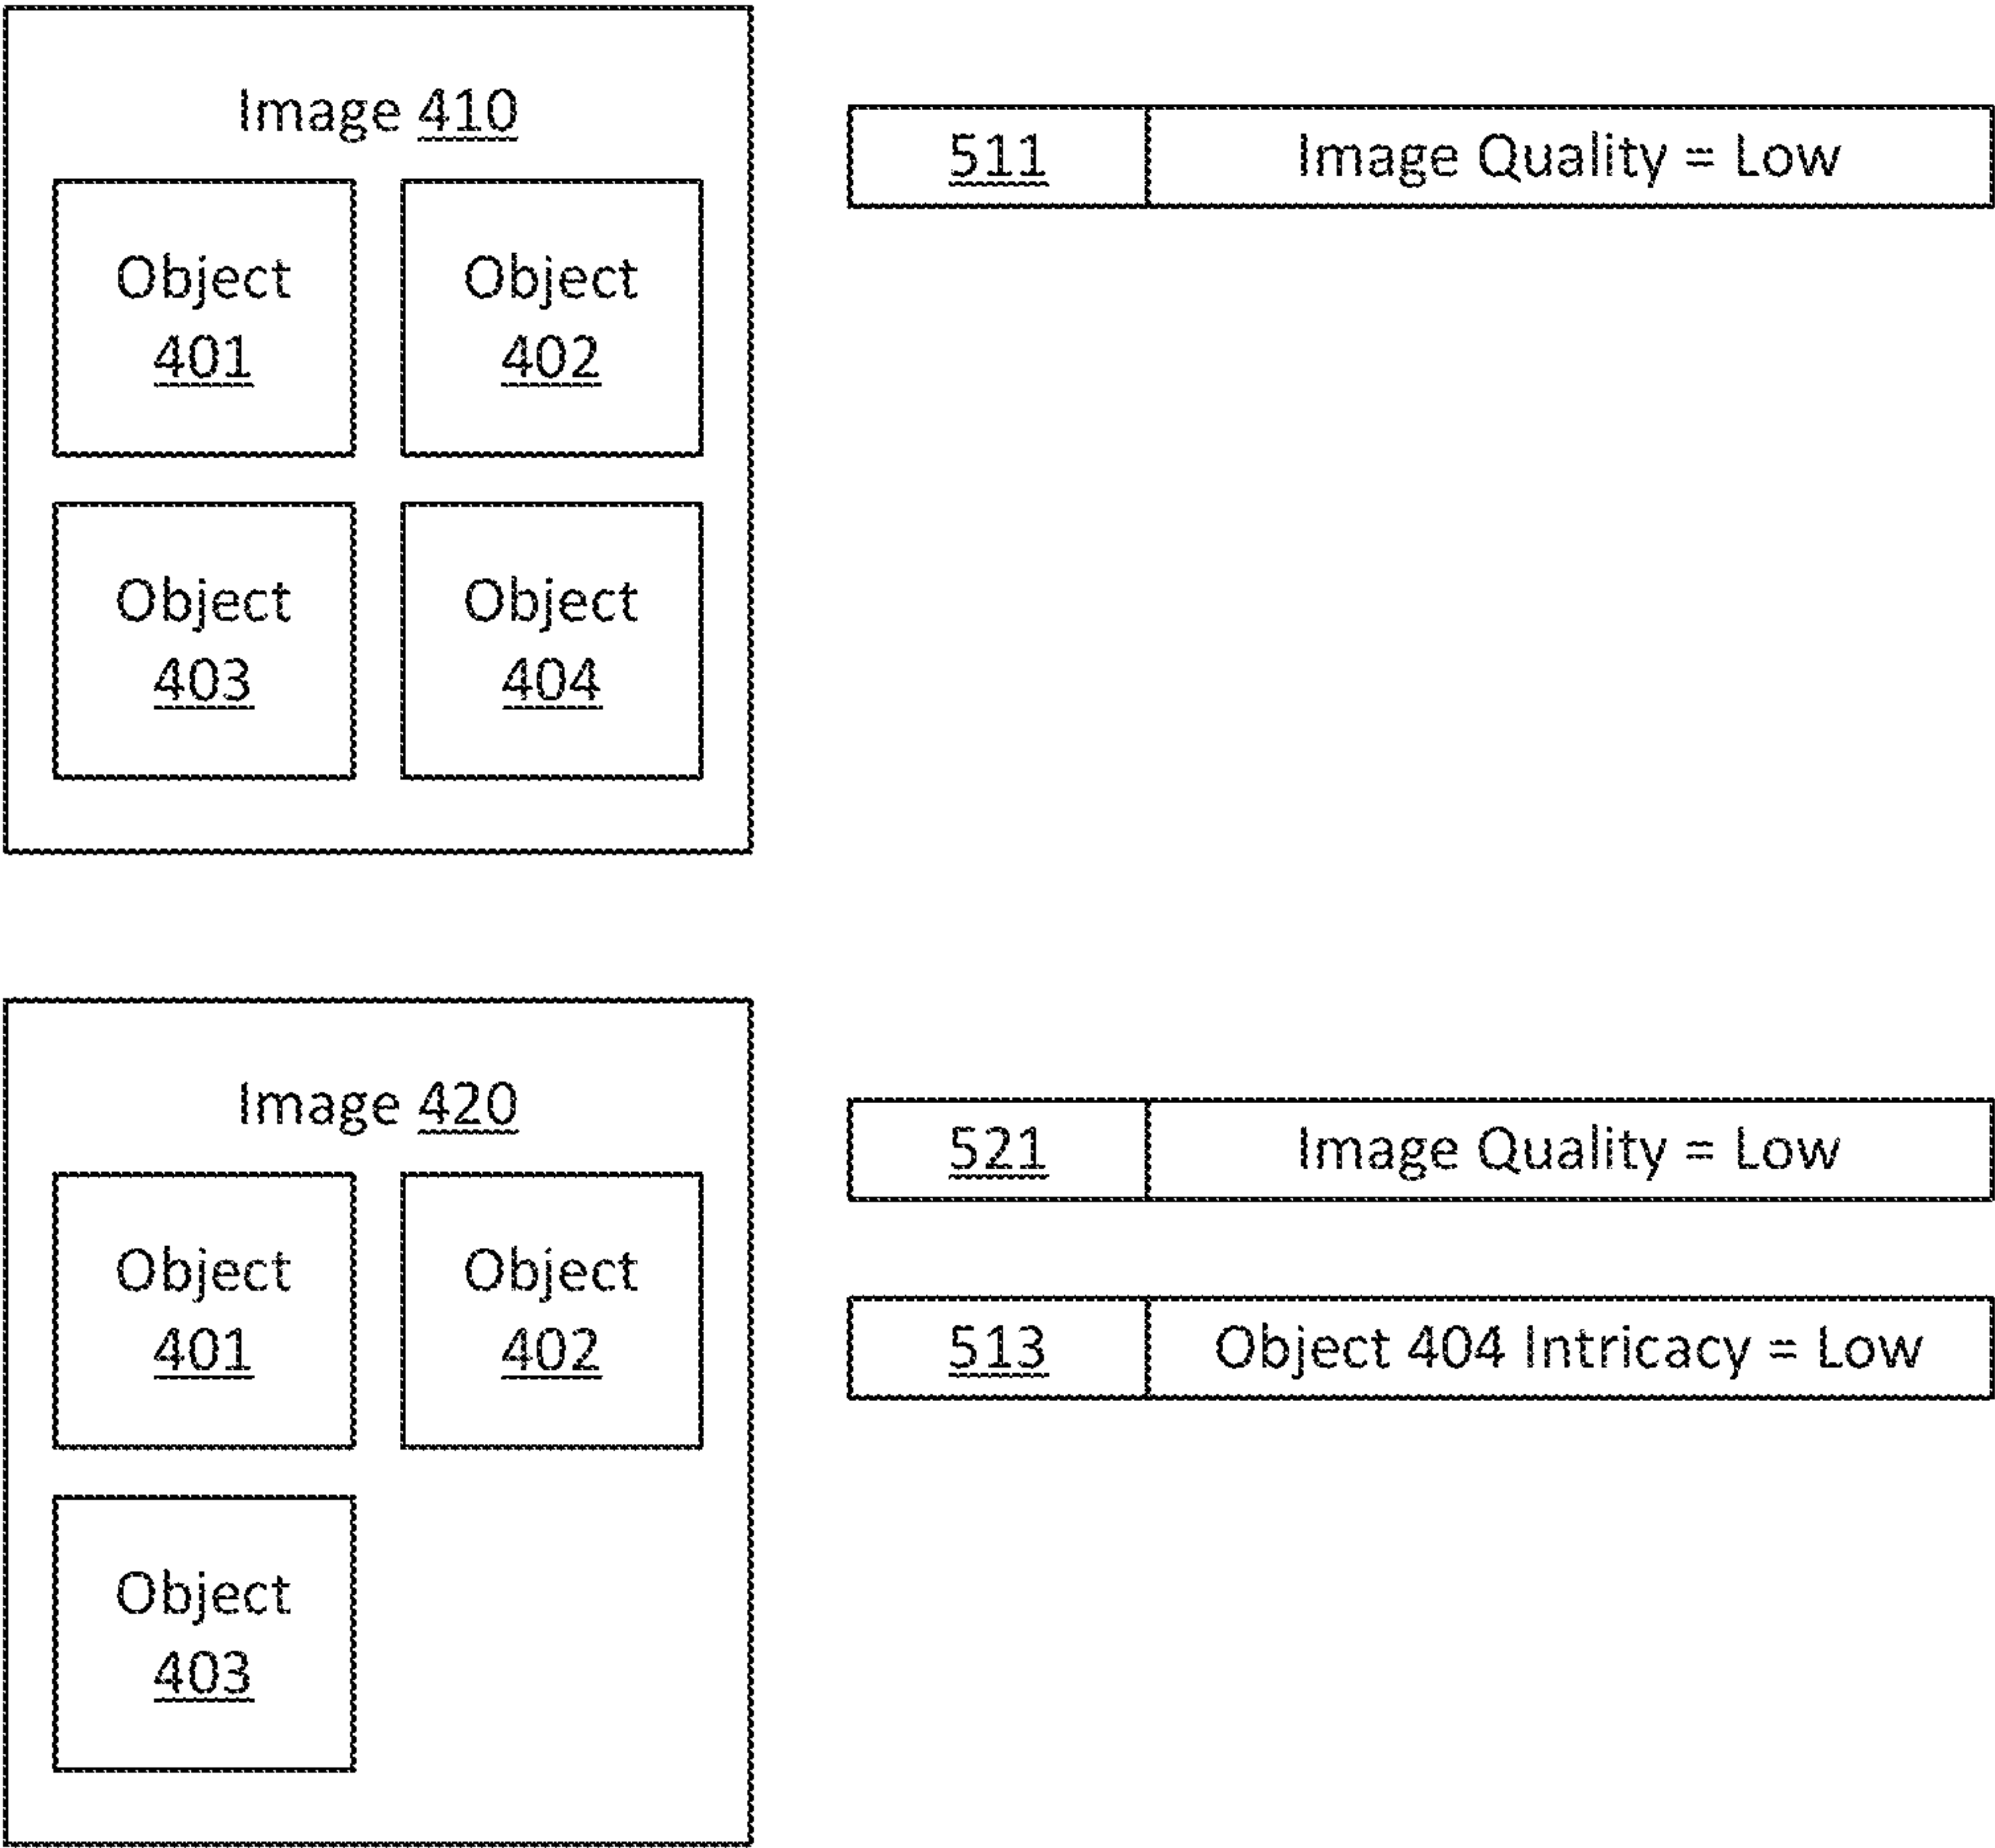 Image 410
511 Image Quality = Low
Object
401
Object
402
Object
403
Object
404
Image 420
521 Image Quality = Low
Object
401
Object
402
513 Object 404 Intricacy = Low
Object
403